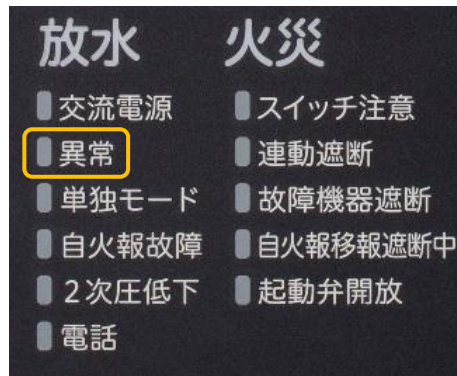 放水 火災
交流電源 スイッチ注意
異常 連動遮断
単独モード 故障機器遮断
自火報故障 自火報移報遮断中
2次圧低下 起動弁開放
電話